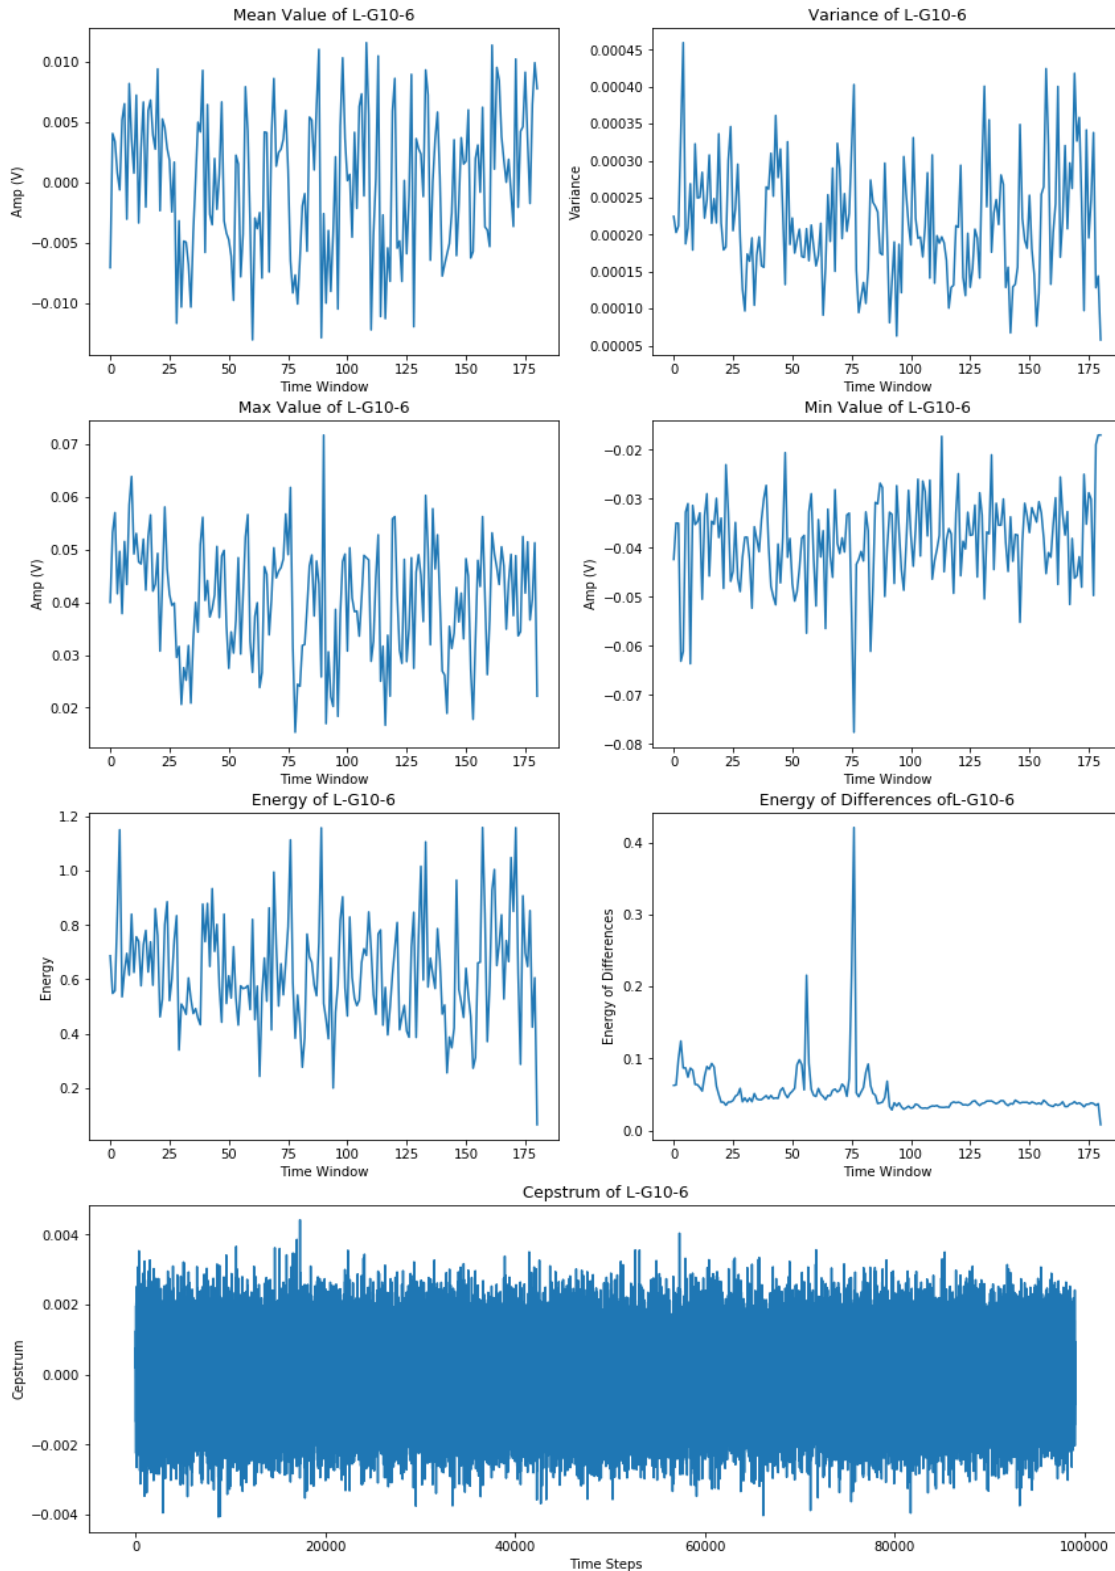 Mean Value of L-G10-6
Amp (V)
0.010
0.005
0.000
−0.005
−0.010
0 25 50 75 100 125 150 175
Time Window
Variance of L-G10-6
Variance
0.00045
0.00040
0.00035
0.00030
0.00025
0.00020
0.00015
0.00010
0.00005
0 25 50 75 100 125 150 175
Time Window
Max Value of L-G10-6
Amp (V)
0.07
0.06
0.05
0.04
0.03
0.02
0 25 50 75 100 125 150 175
Time Window
Min Value of L-G10-6
Amp (V)
−0.02
−0.03
−0.04
−0.05
−0.06
−0.07
−0.08
0 25 50 75 100 125 150 175
Time Window
Energy of L-G10-6
Energy
1.2
1.0
0.8
0.6
0.4
0.2
0 25 50 75 100 125 150 175
Time Window
Energy of Differences ofL-G10-6
Energy of Differences
0.4
0.3
0.2
0.1
0.0
0 25 50 75 100 125 150 175
Time Window
Cepstrum of L-G10-6
Cepstrum
0.004
0.002
0.000
−0.002
−0.004
0 20000 40000 60000 80000 100000
Time Steps